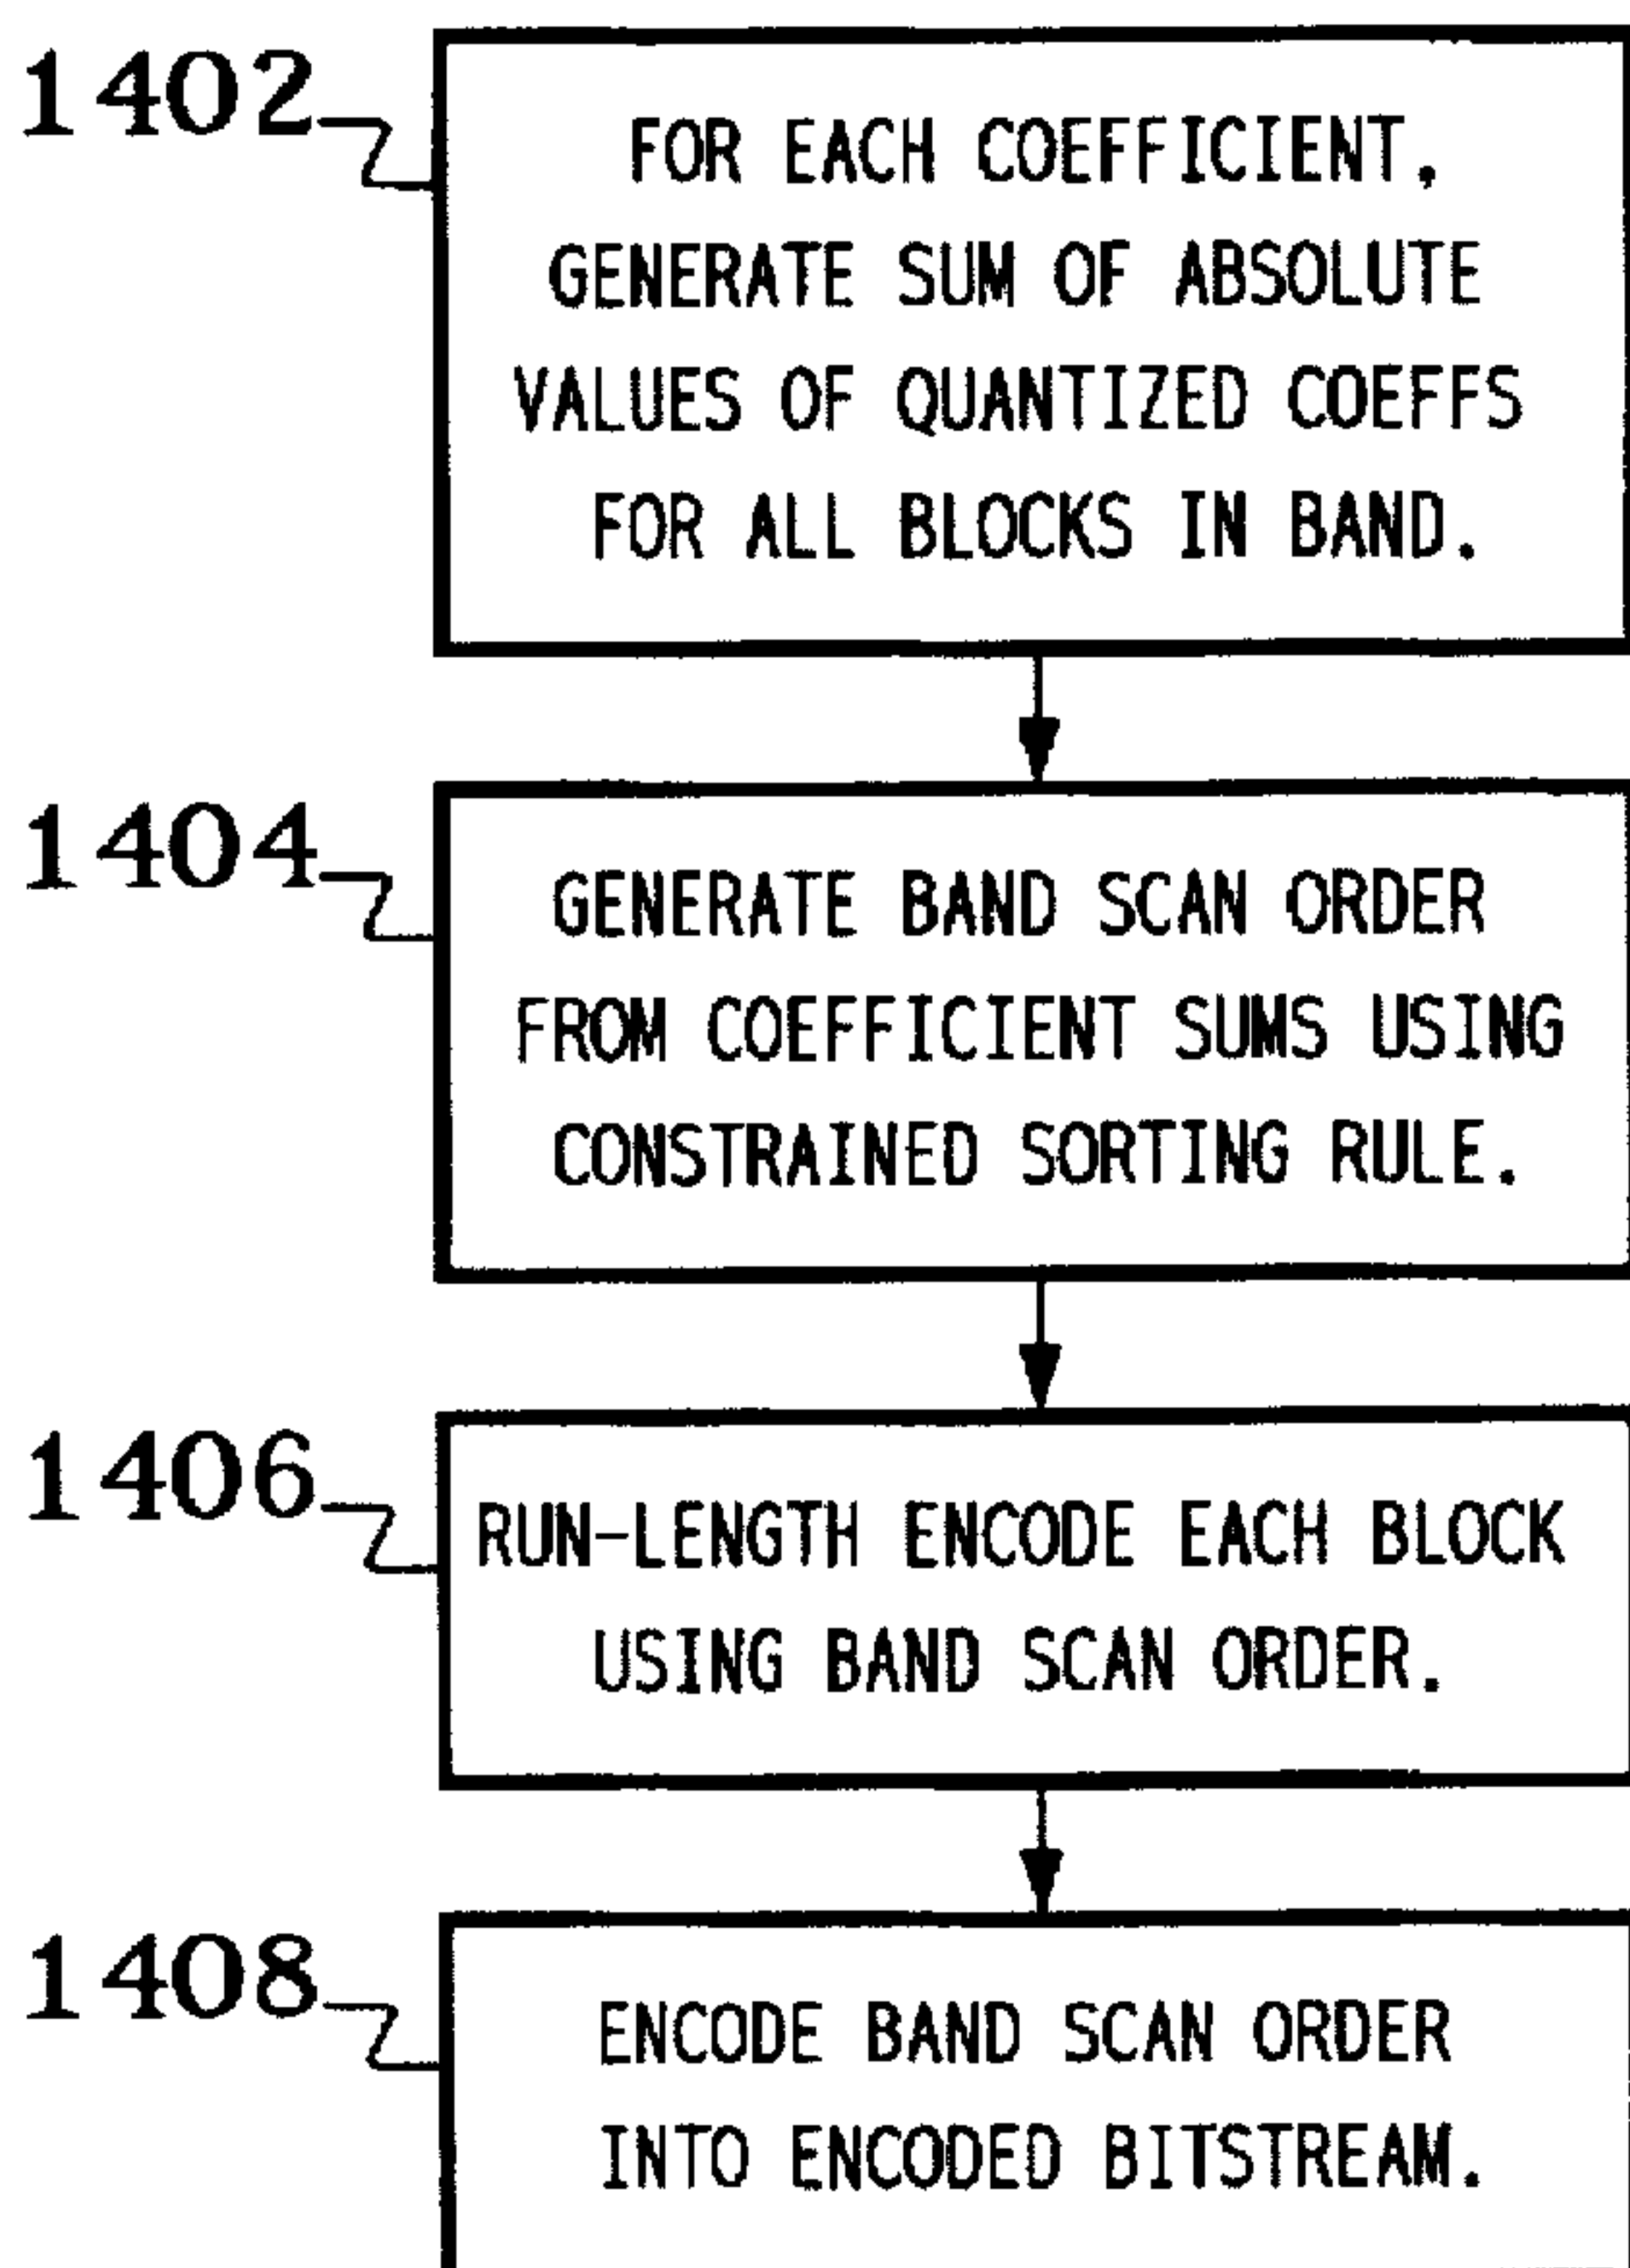 1402
FOR EACH COEFFICIENT,
GENERATE SUM OF ABSOLUTE
VALUES OF QUANTIZED COEFFS
FOR ALL BLOCKS IN BAND.
1404
GENERATE BAND SCAN ORDER
FROM COEFFICIENT SUMS USING
CONSTRAINED SORTING RULE.
1406
RUN-LENGTH ENCODE EACH BLOCK
USING BAND SCAN ORDER.
1408
ENCODE BAND SCAN ORDER
INTO ENCODED BITSTREAM.